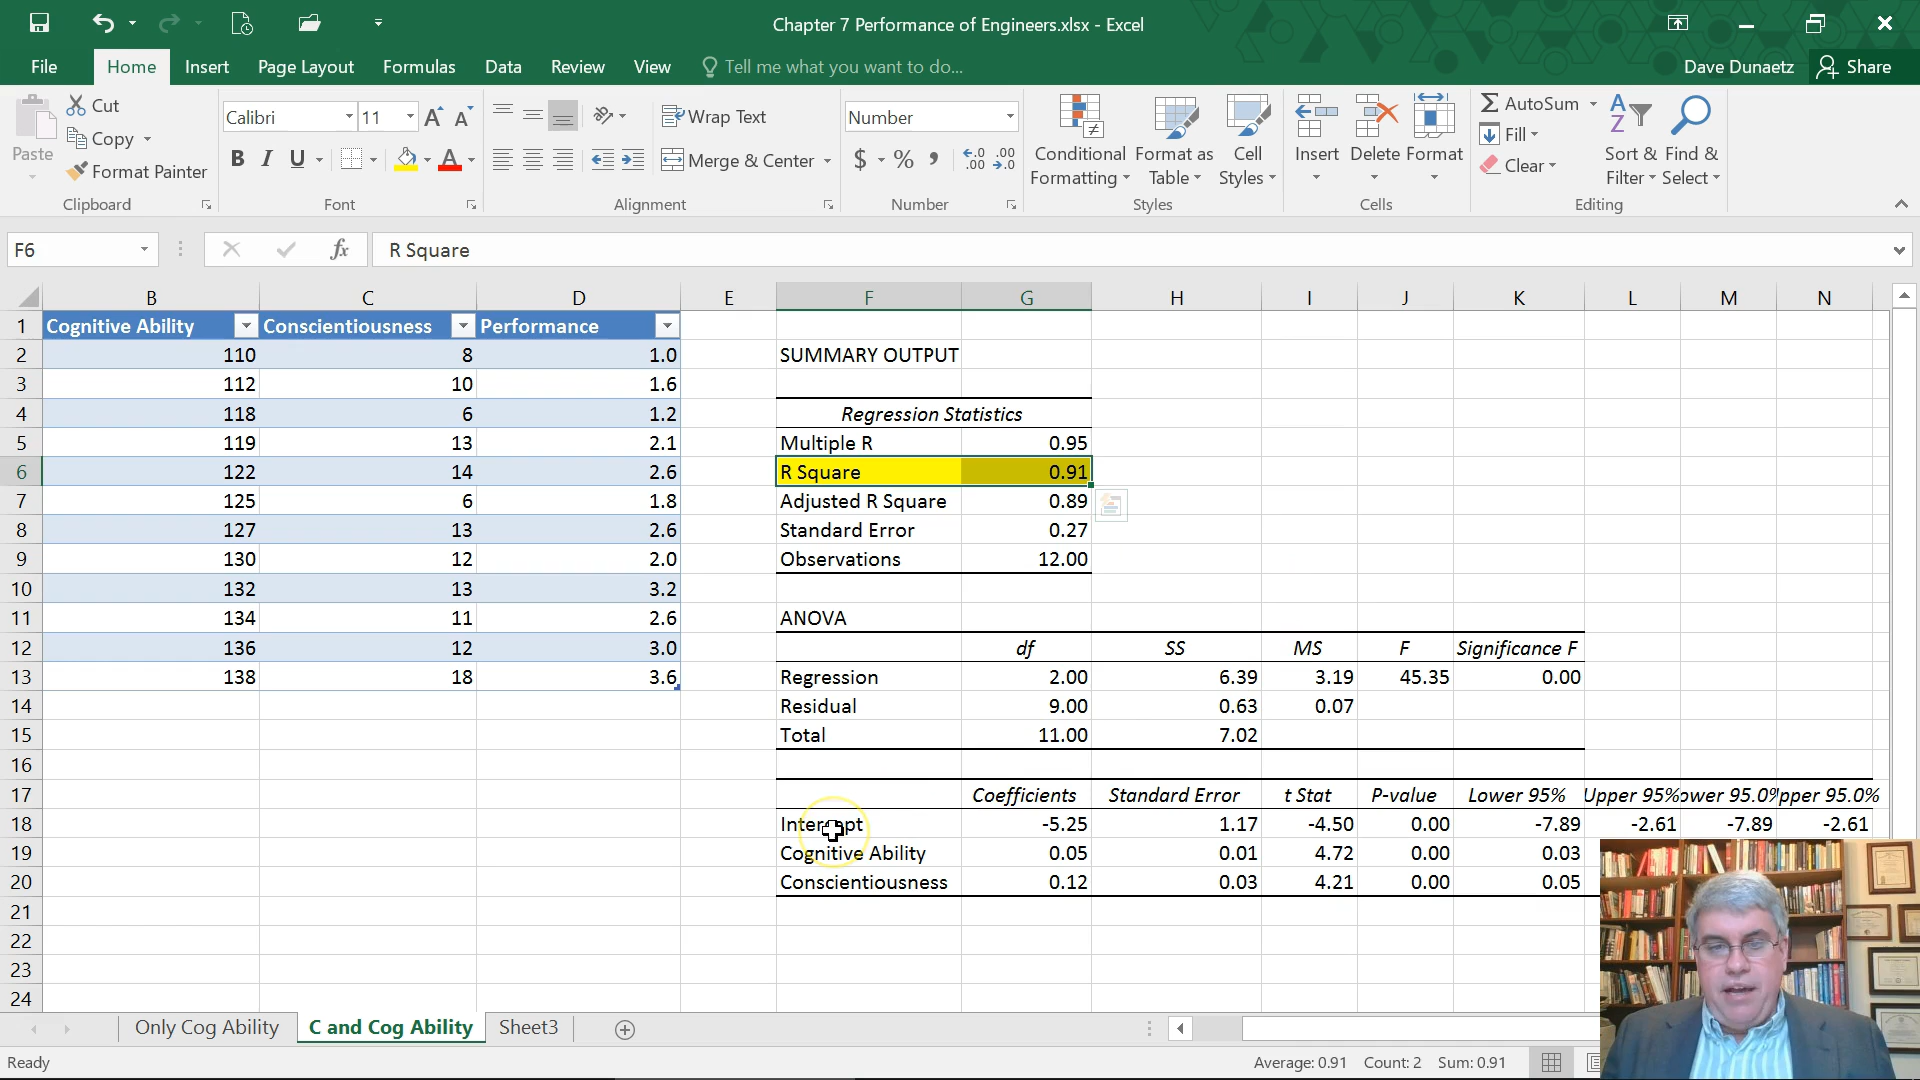 Chapter 7 Performance of Engineers.xlsx - Excel
File Home Insert Page Layout Formulas Data Review View Tell me what you want to do... Dave Dunaetz Share
Paste
Cut
Copy
Format Painter
Clipboard
Calibri 11
B I U
Font
Wrap Text
Merge & Center
Alignment
Number
$ % ,
Number
Conditional Formatting
Format as Table
Cell Styles
Styles
Insert Delete Format
Cells
AutoSum
Fill
Clear
Sort & Filter
Find & Select
Editing
F6 fx R Square
B C D E F G H I J K L M N
1 Cognitive Ability Conscientiousness Performance
2 110 8 1.0 SUMMARY OUTPUT
3 112 10 1.6
4 118 6 1.2 Regression Statistics
5 119 13 2.1 Multiple R 0.95
6 122 14 2.6 R Square 0.91
7 125 6 1.8 Adjusted R Square 0.89
8 127 13 2.6 Standard Error 0.27
9 130 12 2.0 Observations 12.00
10 132 13 3.2
11 134 11 2.6 ANOVA
12 136 12 3.0 df SS MS F Significance F
13 138 18 3.6 Regression 2.00 6.39 3.19 45.35 0.00
14 Residual 9.00 0.63 0.07
15 Total 11.00 7.02
16
17 Coefficients Standard Error t Stat P-value Lower 95% Upper 95% ower 95.0% pper 95.0%
18 Intercept -5.25 1.17 -4.50 0.00 -7.89 -2.61 -7.89 -2.61
19 Cognitive Ability 0.05 0.01 4.72 0.00 0.03
20 Conscientiousness 0.12 0.03 4.21 0.00 0.05
21
22
23
24
Only Cog Ability C and Cog Ability Sheet3
Ready Average: 0.91 Count: 2 Sum: 0.91